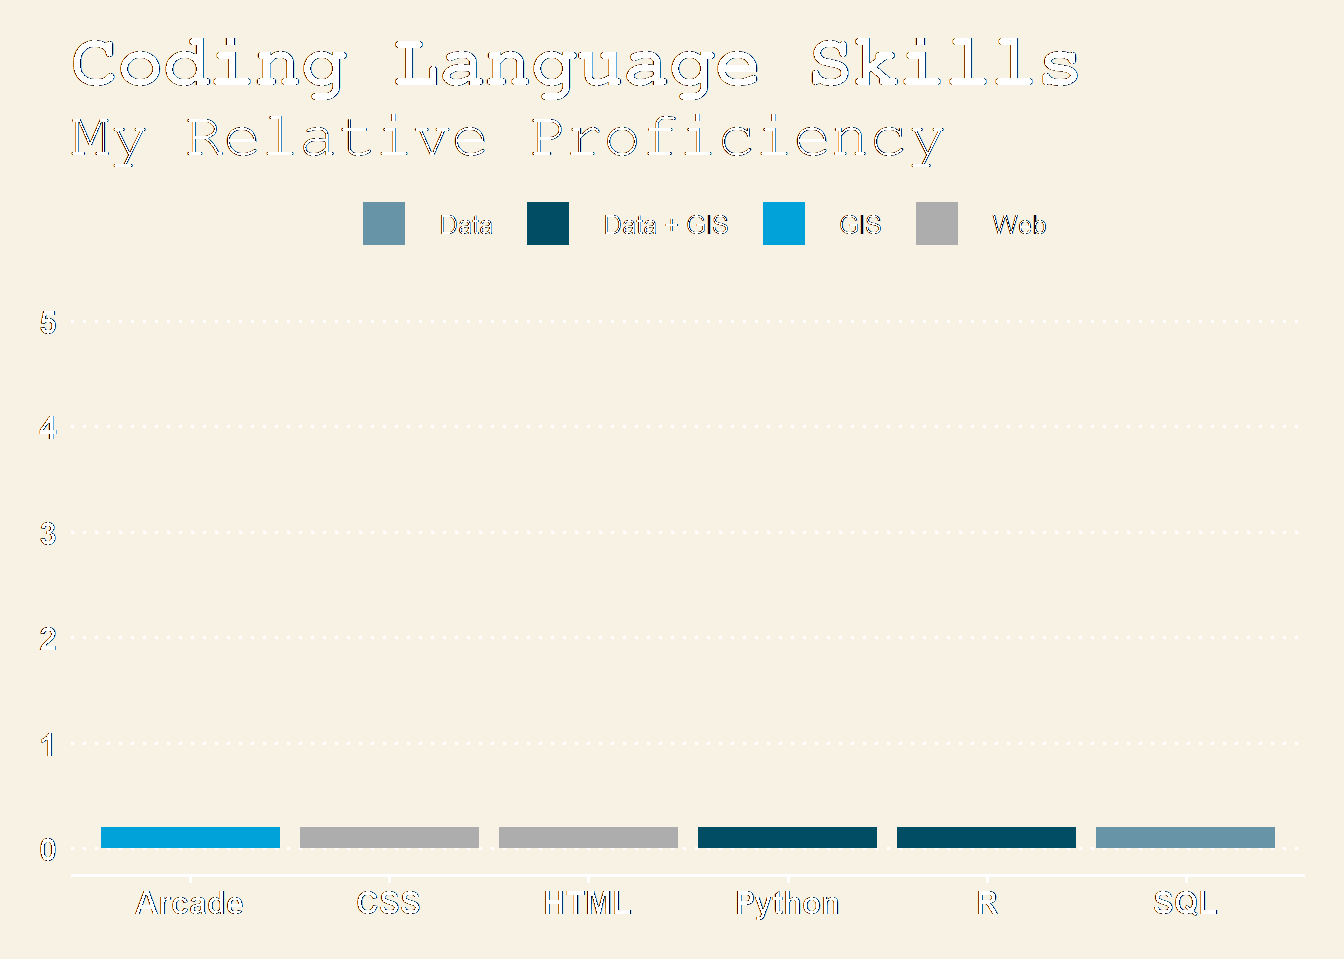 Coding Language Skills
My Relative Proficiency
Data Data + GIS GIS Web
5
4
3
2
1
0
Arcade CSS HTML Python R SQL